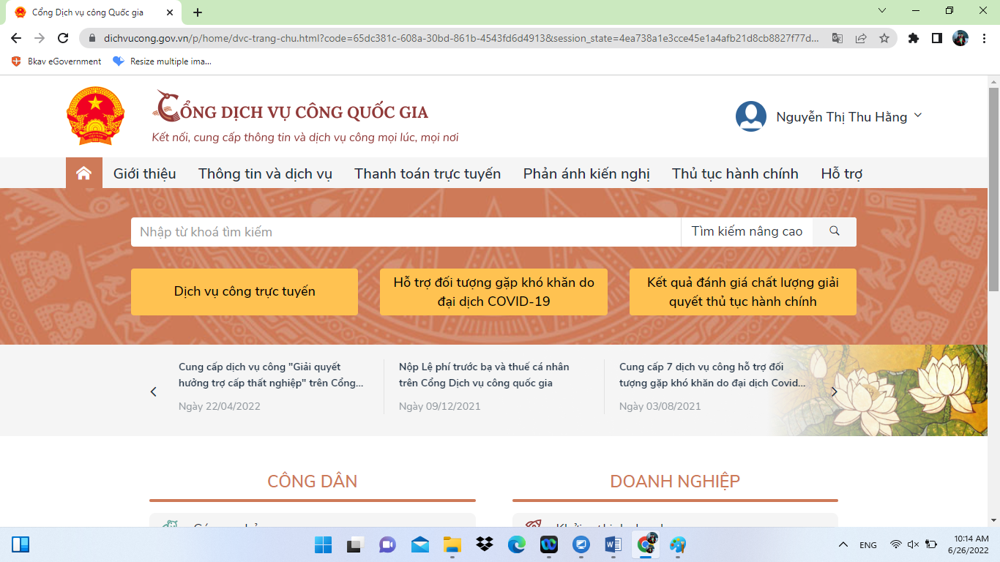 Cổng Dịch vụ công Quốc gia
dichvucong.gov.vn/p/home/dvc-trang-chu.html?code=65dc381c-608a-30bd-861b-4543fd6d4913&session_state=4ea738a1e3cce45e1a4afb21d8cb8827f77d...
Bkav eGovernment
Resize multiple ima...
CỔNG DỊCH VỤ CÔNG QUỐC GIA
Kết nối, cung cấp thông tin và dịch vụ công mọi lúc, mọi nơi
Nguyễn Thị Thu Hằng
Giới thiệu
Thông tin và dịch vụ
Thanh toán trực tuyến
Phản ánh kiến nghị
Thủ tục hành chính
Hỗ trợ
Nhập từ khoá tìm kiếm
Tìm kiếm nâng cao
Dịch vụ công trực tuyến
Hỗ trợ đối tượng gặp khó khăn do
đại dịch COVID-19
Kết quả đánh giá chất lượng giải
quyết thủ tục hành chính
Cung cấp dịch vụ công "Giải quyết
hưởng trợ cấp thất nghiệp" trên Cổng...
Ngày 22/04/2022
Nộp Lệ phí trước bạ và thuế cá nhân
trên Cổng Dịch vụ công quốc gia
Ngày 09/12/2021
Cung cấp 7 dịch vụ công hỗ trợ đối
tượng gặp khó khăn do đại dịch Covid...
Ngày 03/08/2021
CÔNG DÂN
DOANH NGHIỆP
ENG
10:14 AM
6/26/2022